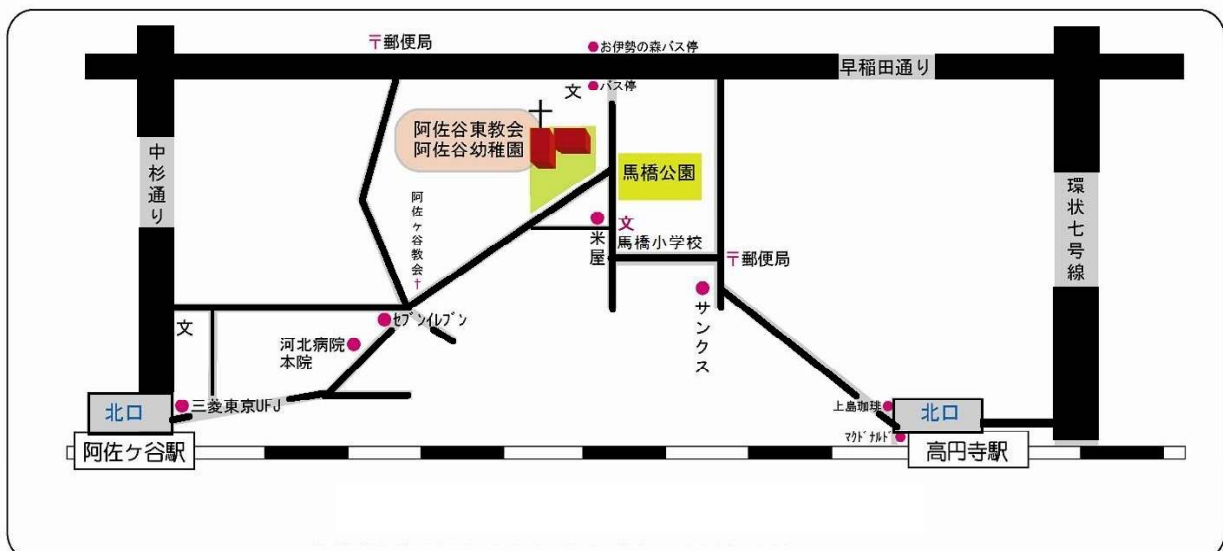 〒郵便局
お伊勢の森バス停
早稲田通り
バス停
文
阿佐谷東教会
阿佐谷幼稚園
中杉通り
馬橋公園
環状七号線
阿佐ヶ谷教会†
米屋
文
馬橋小学校
〒郵便局
サンクス
セブンイレブン
文
河北病院
本院
三菱東京UFJ
北口
阿佐ケ谷駅
上島珈琲
北口
マクドナルド
高円寺駅